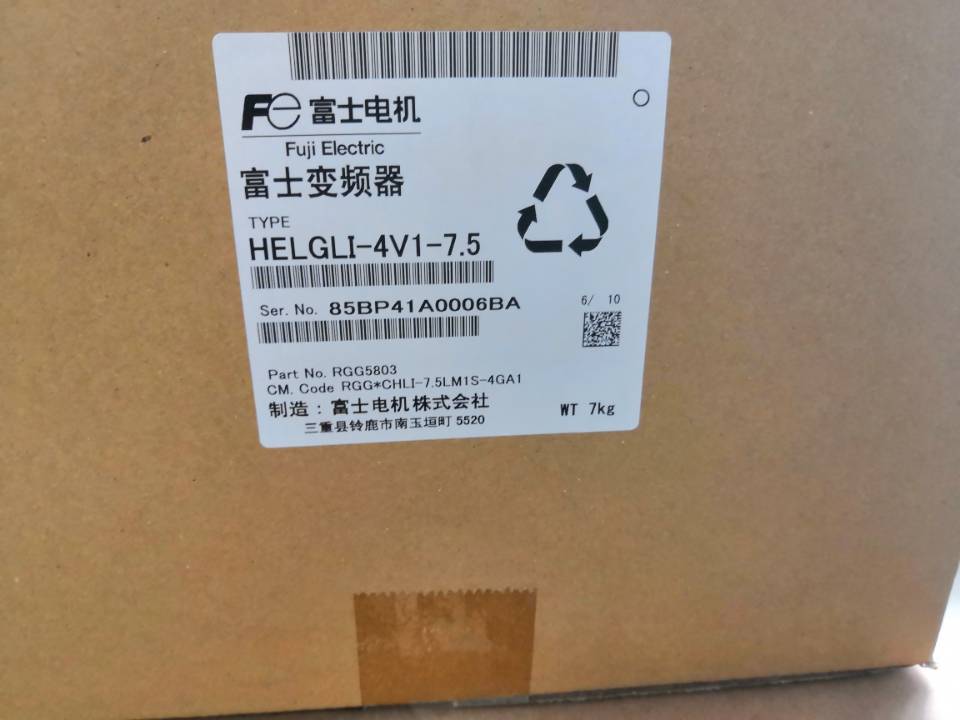 Fe 富士电机
Fuji Electric
富士变频器
TYPE
HELGLI-4V1-7.5
Ser. No. 85BP41A0006BA
6/ 10
Part No. RGG5803
CM. Code RGG*CHLI-7.5LM1S-4GA1
制造：富士电机株式会社
三重县铃鹿市南玉垣町 5520
WT 7kg